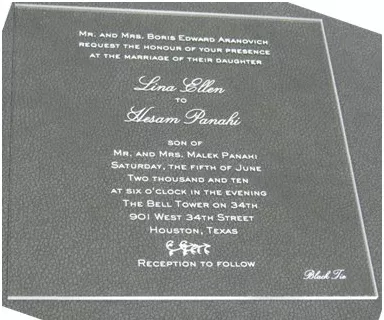 Mr. and Mrs. Boris Edward Aranovich
request the honour of your presence
at the marriage of their daughter
Lina Ellen
to
Hesam Panahi
son of
Mr. and Mrs. Malek Panahi
Saturday, the fifth of June
Two thousand and ten
at six o'clock in the evening
The Bell Tower on 34th
901 West 34th Street
Houston, Texas
Reception to follow
Black Tie